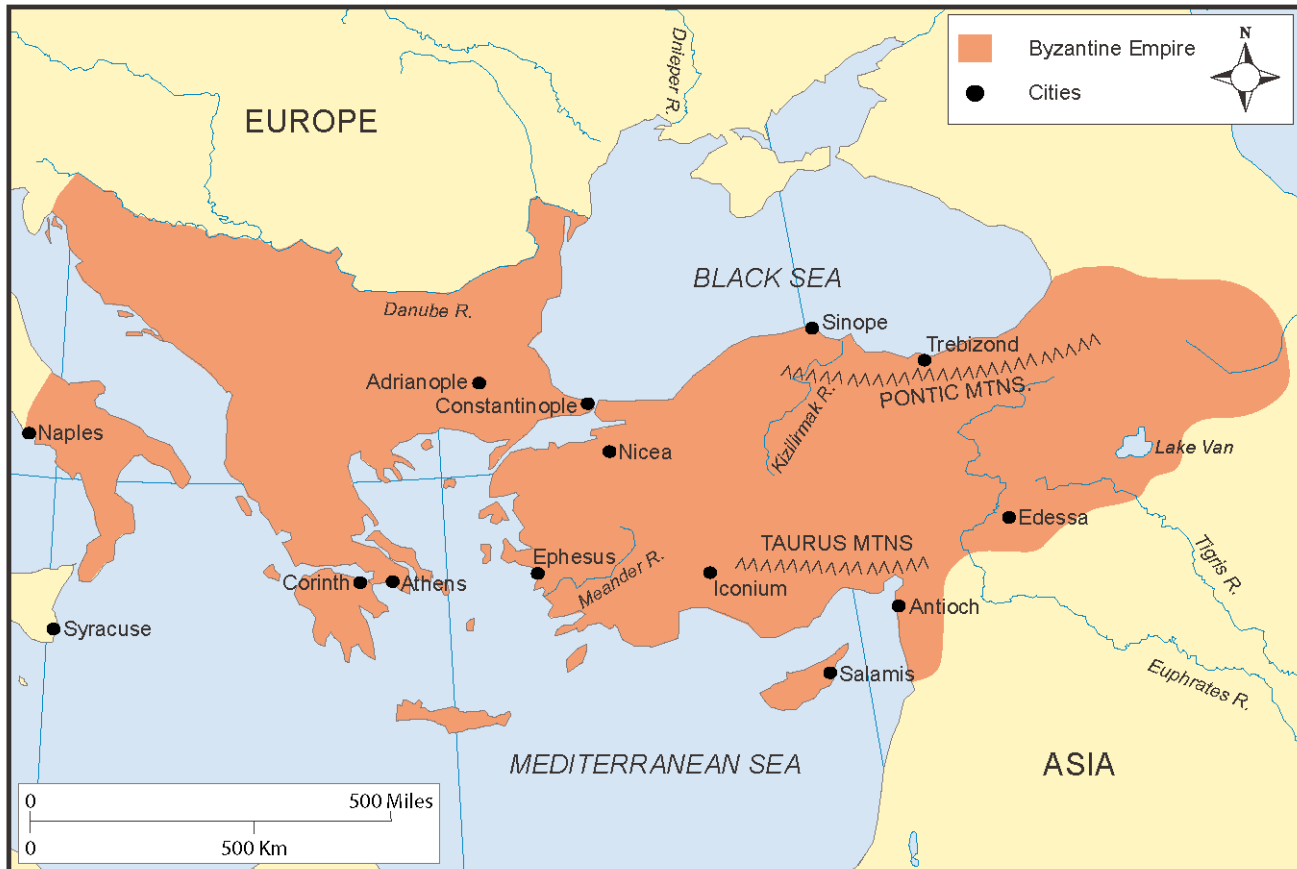 N
Byzantine Empire
Cities
EUROPE
Dnieper R.
BLACK SEA
Danube R.
Sinope
Trebizond
Adrianople
Constantinople
PONTIC MTNS.
Kizilirmak R.
Naples
Nicea
Lake Van
Edessa
TAURUS MTNS
Tigris R.
Ephesus
Meander R.
Corinth
Athens
Iconium
Antioch
Syracuse
Salamis
Euphrates R.
MEDITERRANEAN SEA
ASIA
0 500 Miles
0 500 Km